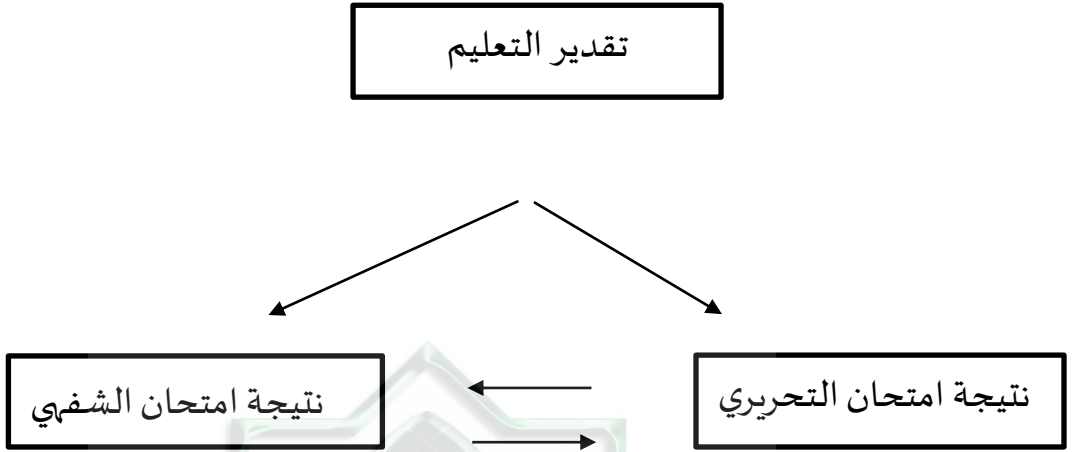 تقدير التعليم
نتيجة امتحان التحريري
نتيجة امتحان الشفهي